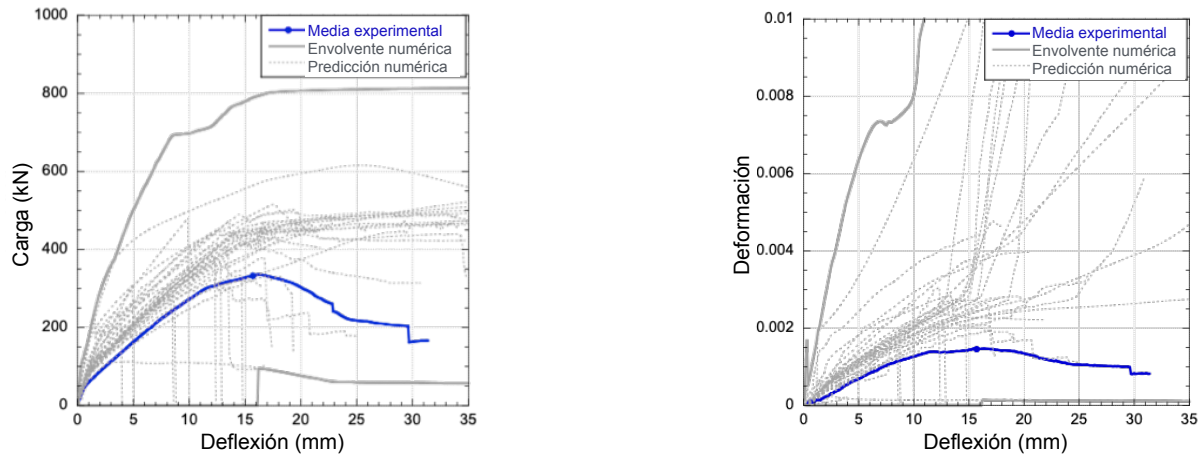 1000
800
600
400
200
0
Carga (kN)
Media experimental
Envolvente numérica
Predicción numérica
0 5 10 15 20 25 30 35
Deflexión (mm)
0.01
0.008
0.006
0.004
0.002
0
Deformación
Media experimental
Envolvente numérica
Predicción numérica
0 5 10 15 20 25 30 35
Deflexión (mm)